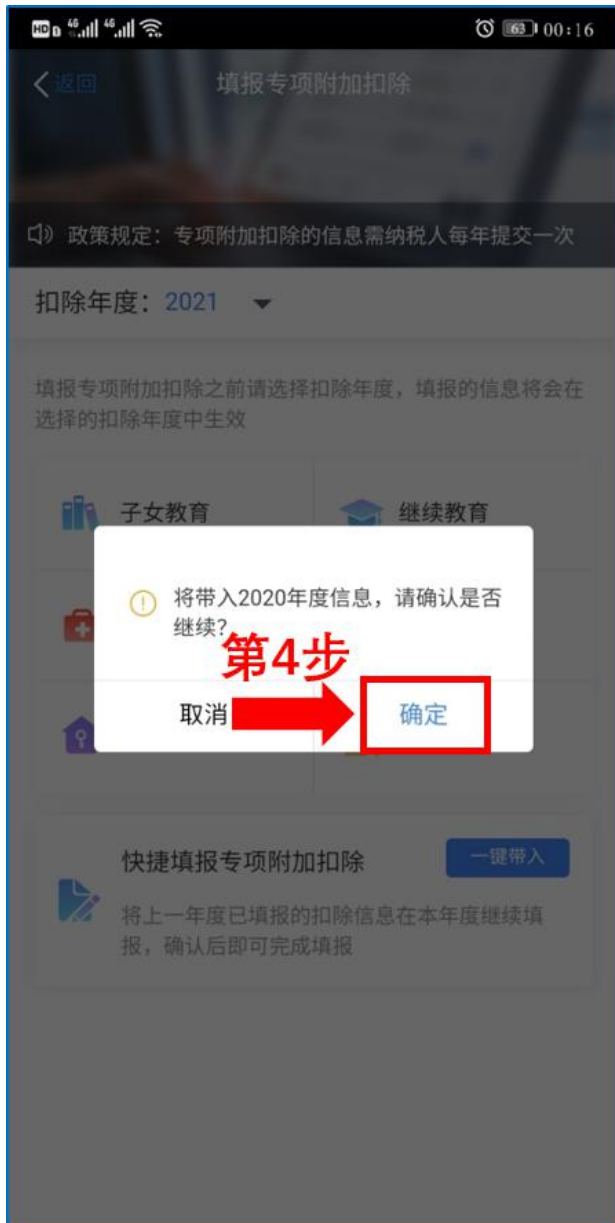 HD 46 46 63 00:16
返回 填报专项附加扣除
政策规定：专项附加扣除的信息需纳税人每年提交一次
扣除年度：2021
填报专项附加扣除之前请选择扣除年度，填报的信息将会在
选择的扣除年度中生效
子女教育 继续教育
将带入2020年度信息，请确认是否
继续？
第4步
取消 确定
快捷填报专项附加扣除 一键带入
将上一年度已填报的扣除信息在本年度继续填
报，确认后即可完成填报